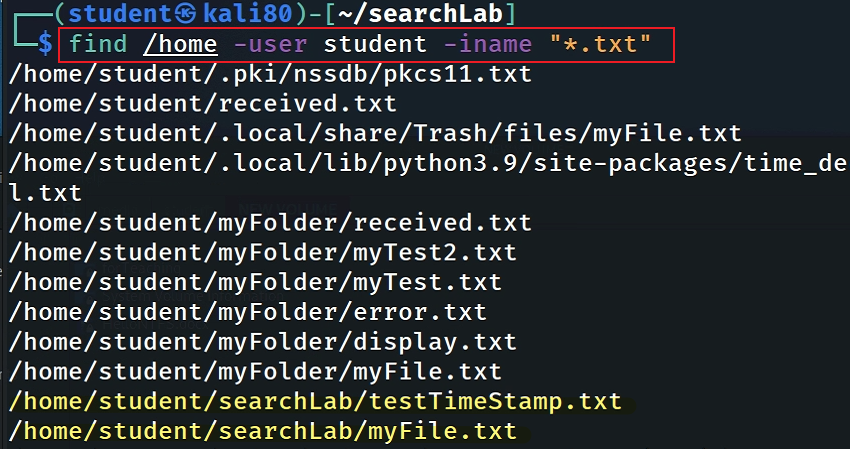 ┌──(student㉿kali80)-[~/searchLab]
└─$ find /home -user student -iname "*.txt"
/home/student/.pki/nssdb/pkcs11.txt
/home/student/received.txt
/home/student/.local/share/Trash/files/myFile.txt
/home/student/.local/lib/python3.9/site-packages/time_de
l.txt
/home/student/myFolder/received.txt
/home/student/myFolder/myTest2.txt
/home/student/myFolder/myTest.txt
/home/student/myFolder/error.txt
/home/student/myFolder/display.txt
/home/student/myFolder/myFile.txt
/home/student/searchLab/testTimeStamp.txt
/home/student/searchLab/myFile.txt